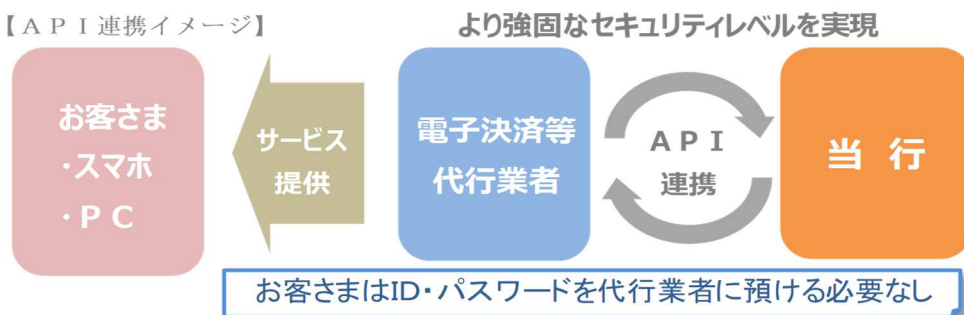 【ＡＰＩ連携イメージ】
より強固なセキュリティレベルを実現
お客さま
・スマホ
・ＰＣ
サービス
提供
電子決済等
代行業者
ＡＰＩ
連携
当 行
お客さまはID・パスワードを代行業者に預ける必要なし